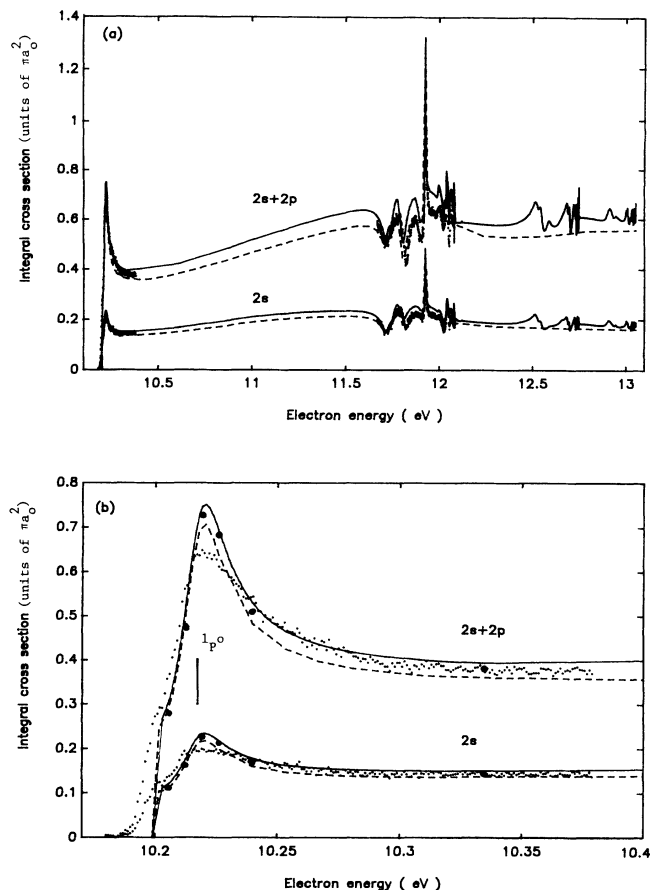 (a)
Integral cross section (units of πa₀²)
1.4
1.2
1
0.8
0.6
0.4
0.2
0
2s+2p
2s
10.5
11
11.5
12
12.5
13
Electron energy ( eV )
(b)
Integral cross section (units of πa₀²)
0.8
0.7
0.6
0.5
0.4
0.3
0.2
0.1
0
1po
2s+2p
2s
10.2
10.25
10.3
10.35
10.4
Electron energy ( eV )